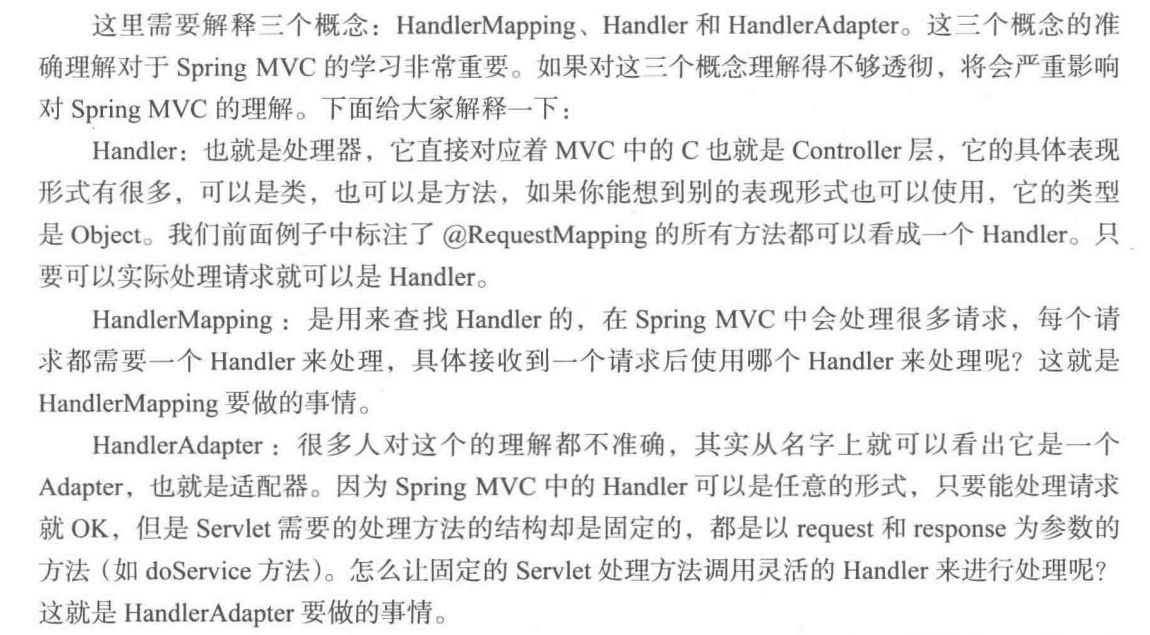 这里需要解释三个概念：HandlerMapping、Handler 和 HandlerAdapter。这三个概念的准
确理解对于 Spring MVC 的学习非常重要。如果对这三个概念理解得不够透彻，将会严重影响
对 Spring MVC 的理解。下面给大家解释一下：
Handler：也就是处理器，它直接对应着 MVC 中的 C 也就是 Controller 层，它的具体表现
形式有很多，可以是类，也可以是方法，如果你能想到别的表现形式也可以使用，它的类型
是 Object。我们前面例子中标注了 @RequestMapping 的所有方法都可以看成一个 Handler。只
要可以实际处理请求就可以是 Handler。
HandlerMapping ：是用来查找 Handler 的，在 Spring MVC 中会处理很多请求，每个请
求都需要一个 Handler 来处理，具体接收到一个请求后使用哪个 Handler 来处理呢？这就是
HandlerMapping 要做的事情。
HandlerAdapter ：很多人对这个的理解都不准确，其实从名字上就可以看出它是一个
Adapter，也就是适配器。因为 Spring MVC 中的 Handler 可以是任意的形式，只要能处理请求
就 OK，但是 Servlet 需要的处理方法的结构却是固定的，都是以 request 和 response 为参数的
方法（如 doService 方法）。怎么让固定的 Servlet 处理方法调用灵活的 Handler 来进行处理呢？
这就是 HandlerAdapter 要做的事情。